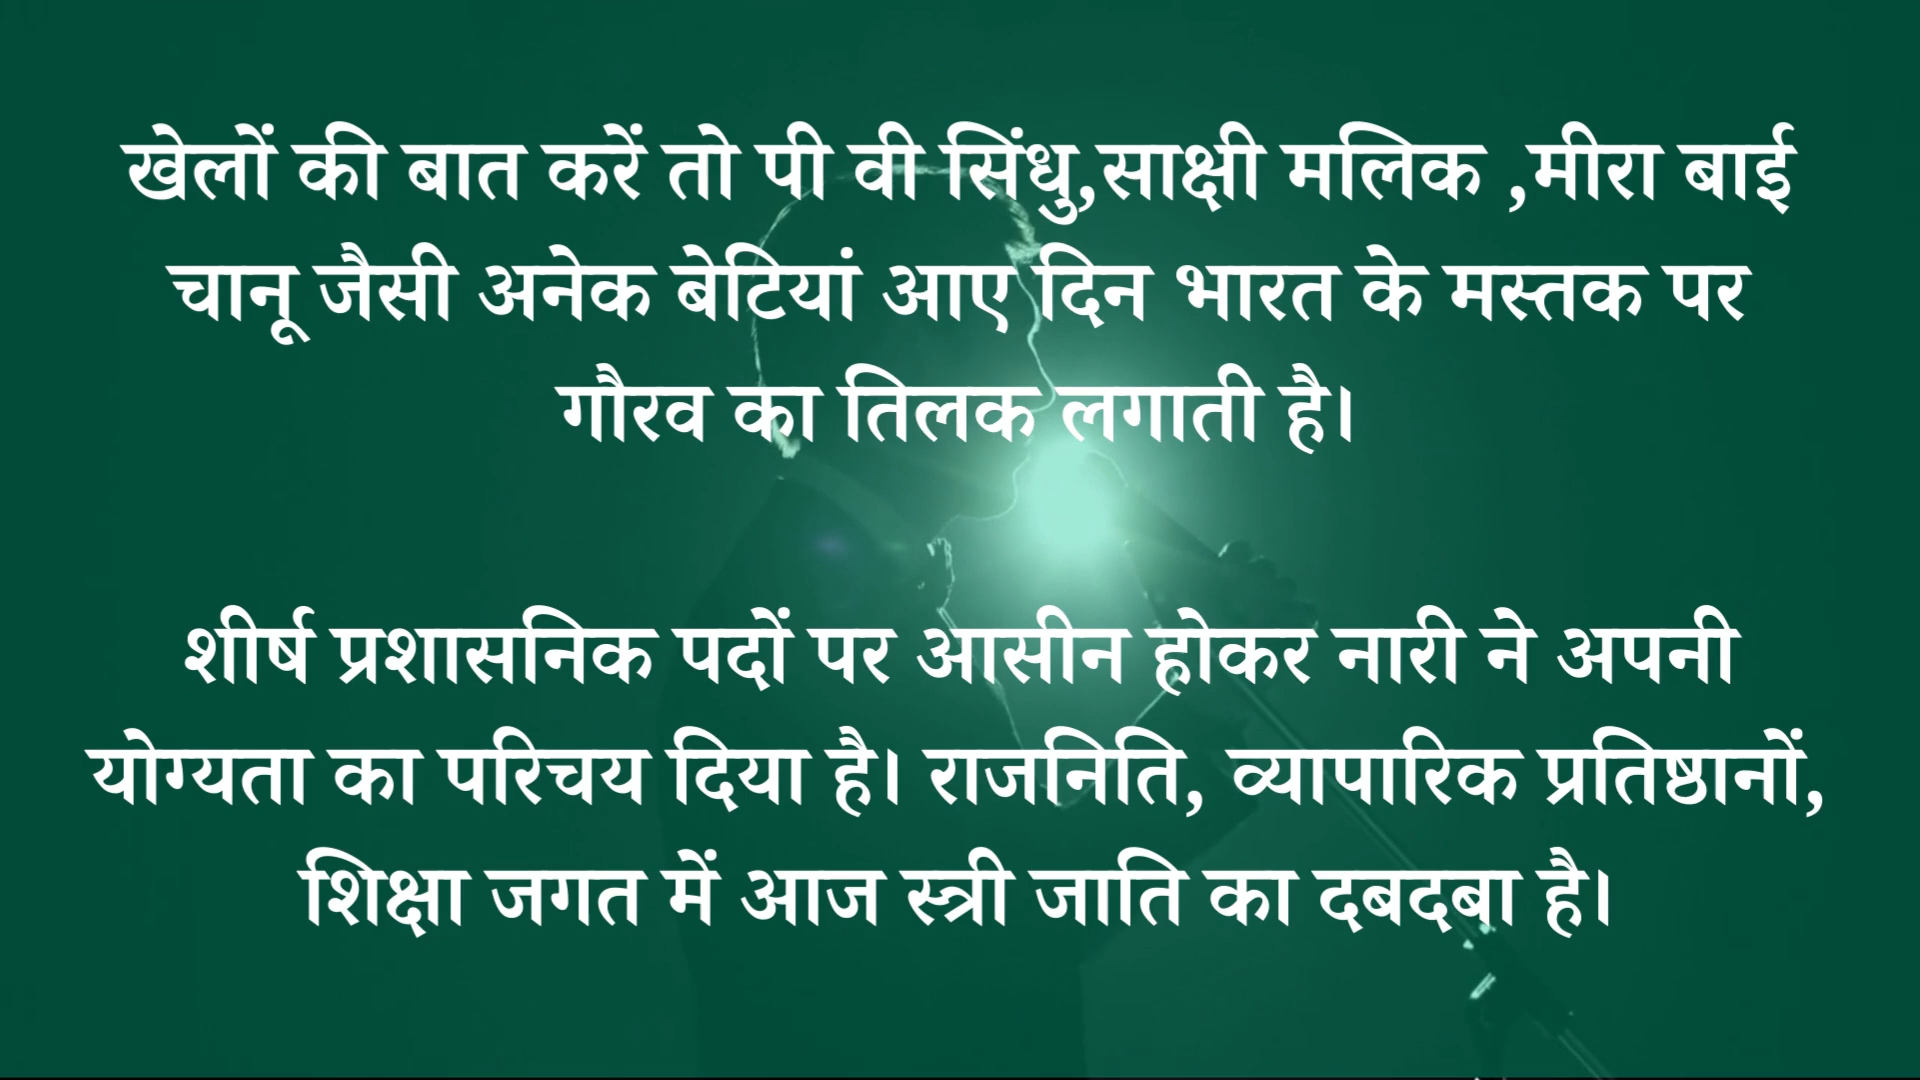 खेलों की बात करें तो पी वी सिंधु,साक्षी मलिक ,मीरा बाई
चानू जैसी अनेक बेटियां आए दिन भारत के मस्तक पर
गौरव का तिलक लगाती है।
शीर्ष प्रशासनिक पदों पर आसीन होकर नारी ने अपनी
योग्यता का परिचय दिया है। राजनिति, व्यापारिक प्रतिष्ठानों,
शिक्षा जगत में आज स्त्री जाति का दबदबा है।